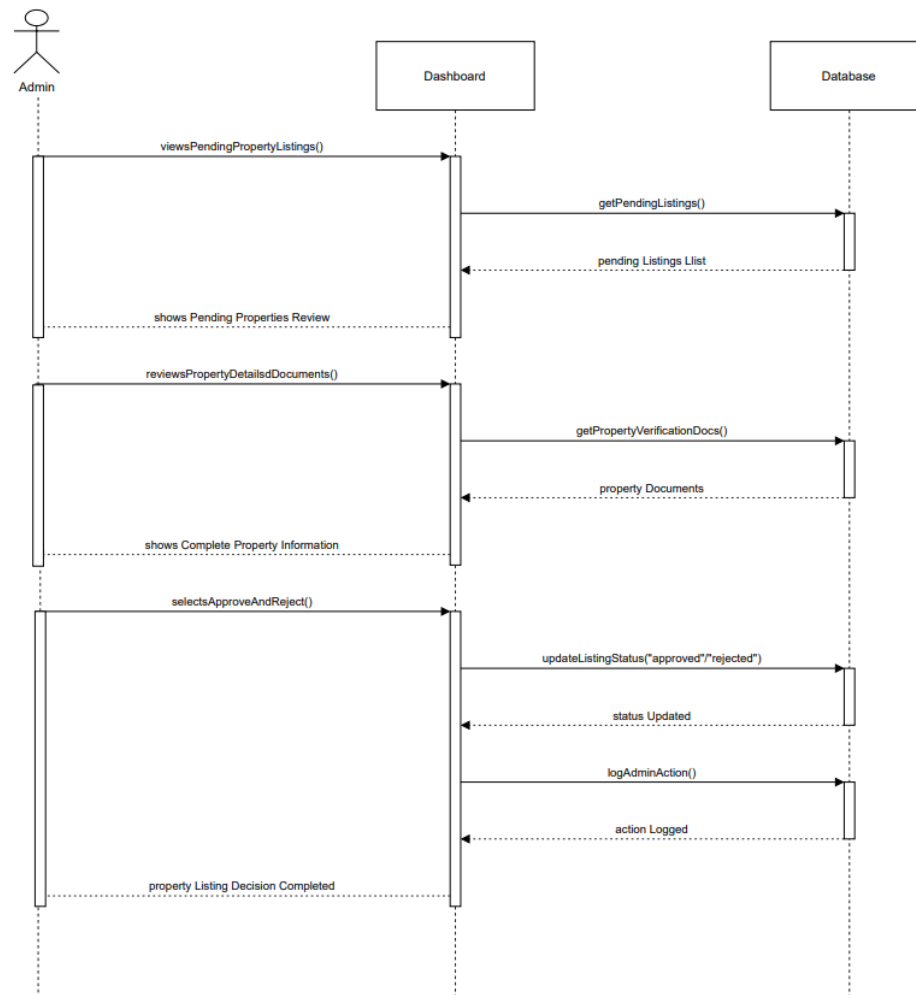 Admin
Dashboard
Database
viewsPendingPropertyListings()
getPendingListings()
pending Listings Llist
shows Pending Properties Review
reviewsPropertyDetailsdDocuments()
getPropertyVerificationDocs()
property Documents
shows Complete Property Information
selectsApproveAndReject()
updateListingStatus("approved"/"rejected")
status Updated
logAdminAction()
action Logged
property Listing Decision Completed